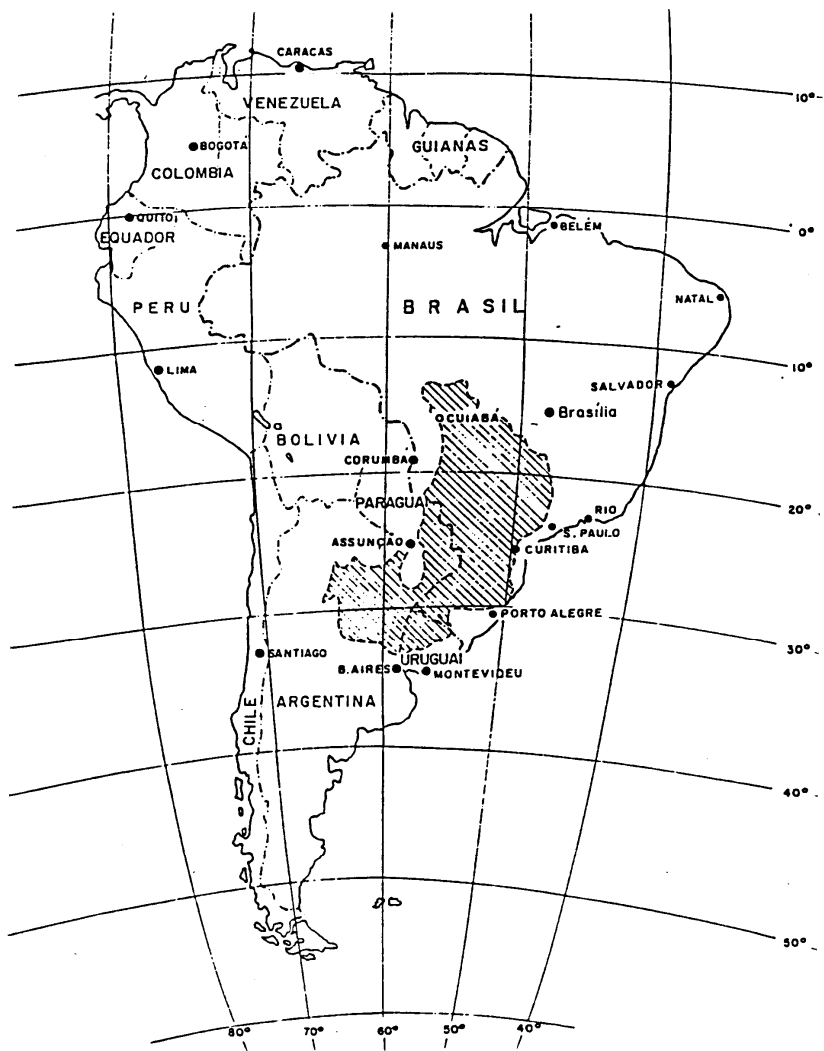 CARACAS
VENEZUELA
10°
BOGOTA
GUIANAS
COLOMBIA
QUITO
BELÉM
0°
EQUADOR
MANAUS
NATAL
PERU
BRASIL
LIMA
10°
SALVADOR
CUIABA
Brasília
BOLIVIA
CORUMBA
PARAGUAI
20°
RIO
S. PAULO
ASSUNÇÃO
CURITIBA
PORTO ALEGRE
SANTIAGO
URUGUAI
30°
B.AIRES
MONTEVIDEU
ARGENTINA
CHILE
40°
50°
80° 70° 60° 50° 40°